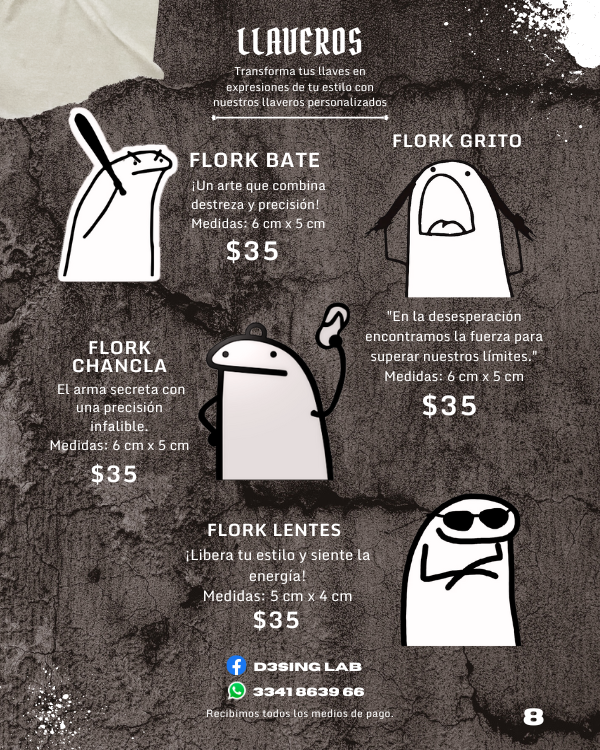 LLAVEROS
Transforma tus llaves en
expresiones de tu estilo con
nuestros llaveros personalizados
FLORK BATE
¡Un arte que combina
destreza y precisión!
Medidas: 6 cm x 5 cm
$35
FLORK GRITO
"En la desesperación
encontramos la fuerza para
superar nuestros límites."
Medidas: 6 cm x 5 cm
$35
FLORK
CHANCLA
El arma secreta con
una precisión
infalible.
Medidas: 6 cm x 5 cm
$35
FLORK LENTES
¡Libera tu estilo y siente la
energía!
Medidas: 5 cm x 4 cm
$35
D3SING LAB
3341 8639 66
Recibimos todos los medios de pago.
8